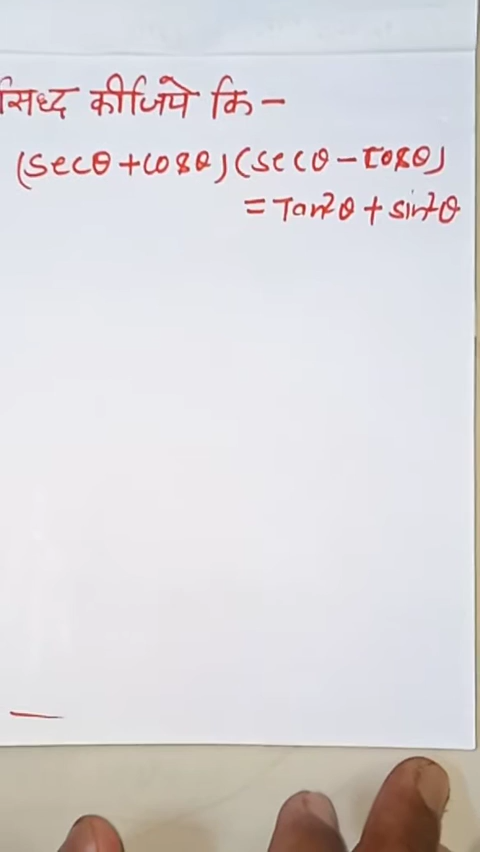 सिध्द कीजिये कि -
(secθ + cosθ) (secθ - cosθ)
= Tan²θ + sin²θ